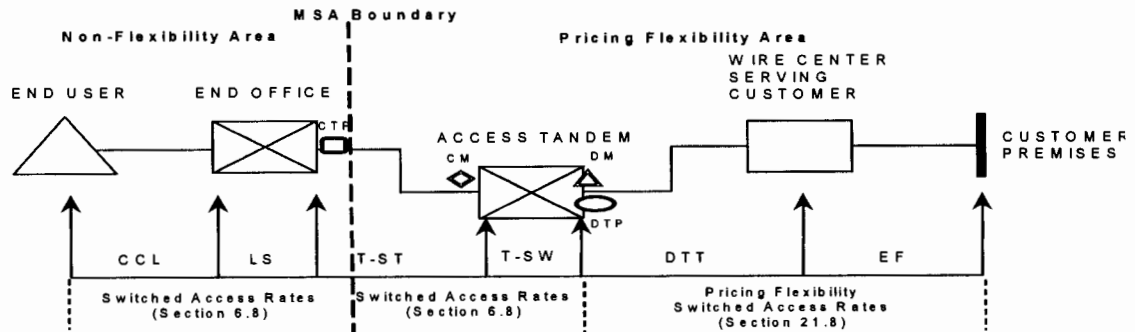 MSA Boundary
Non-Flexibility Area
Pricing Flexibility Area
WIRE CENTER
SERVING
CUSTOMER
END USER
END OFFICE
CTP
ACCESS TANDEM
CM
DM
CUSTOMER
PREMISES
DTP
CCL
LS
T-ST
T-SW
DTT
EF
Switched Access Rates
(Section 6.8)
Switched Access Rates
(Section 6.8)
Pricing Flexibility
Switched Access Rates
(Section 21.8)